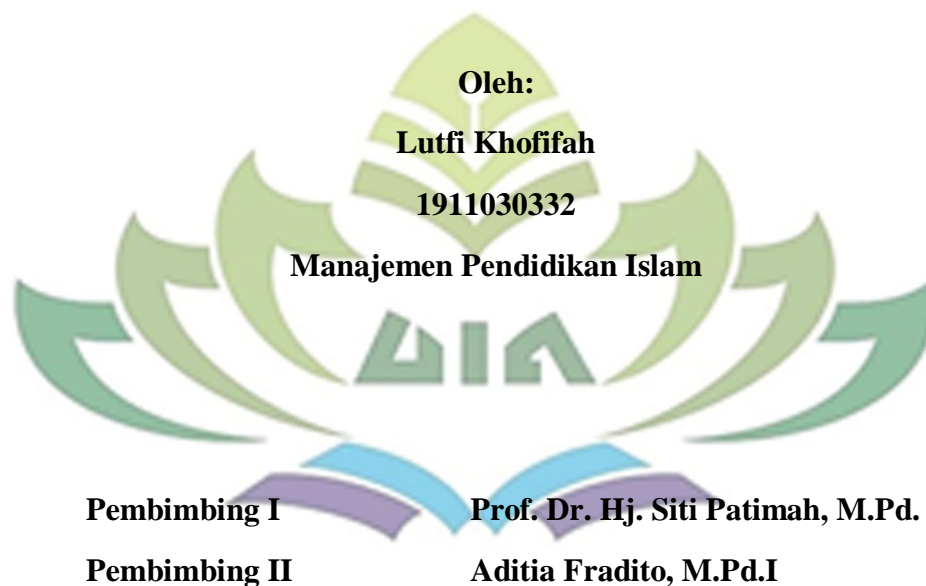 Oleh:
Lutfi Khofifah
1911030332
Manajemen Pendidikan Islam
UIN
Pembimbing I Prof. Dr. Hj. Siti Patimah, M.Pd.
Pembimbing II Aditia Fradito, M.Pd.I